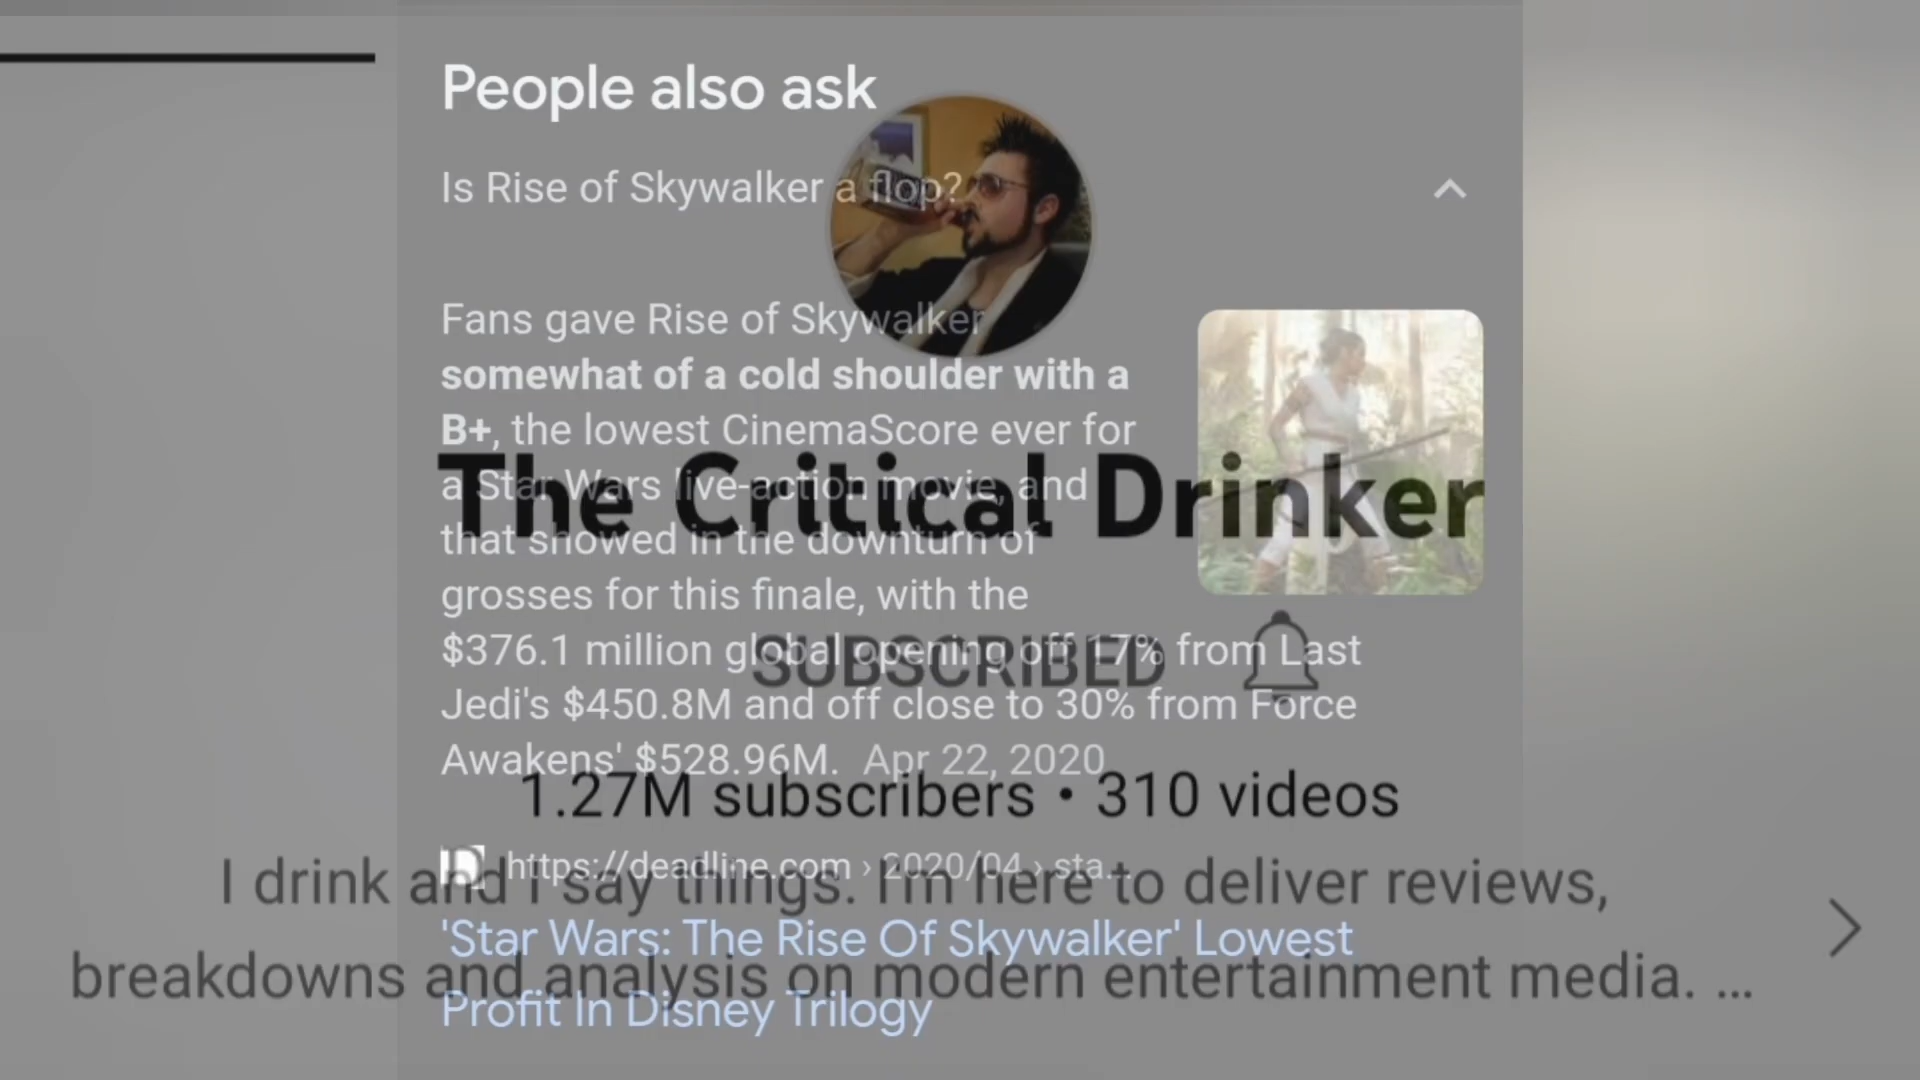 People also ask
Is Rise of Skywalker a flop?
Fans gave Rise of Skywalker
somewhat of a cold shoulder with a
B+, the lowest CinemaScore ever for
a Star Wars live-action movie, and
that showed in the downturn of
grosses for this finale, with the
$376.1 million global opening off 17% from Last
Jedi's $450.8M and off close to 30% from Force
Awakens' $528.96M. Apr 22, 2020
https://deadline.com › 2020/04 › sta...
'Star Wars: The Rise Of Skywalker' Lowest
Profit In Disney Trilogy
The Critical Drinker
SUBSCRIBED
1.27M subscribers • 310 videos
I drink and I say things. I'm here to deliver reviews,
breakdowns and analysis on modern entertainment media. ...